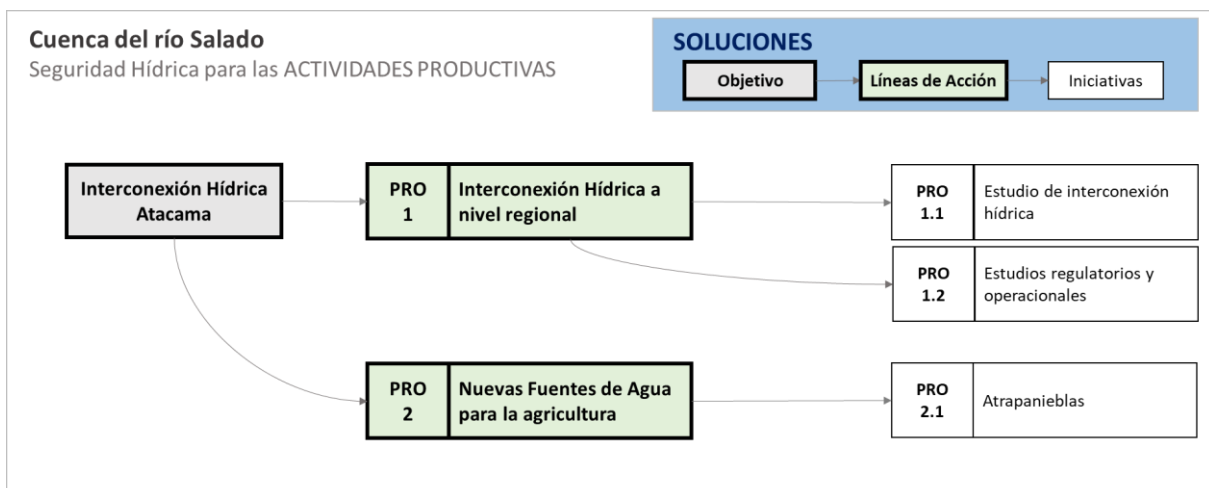 Cuenca del río Salado
Seguridad Hídrica para las ACTIVIDADES PRODUCTIVAS
SOLUCIONES
Objetivo
Líneas de Acción
Iniciativas
Interconexión Hídrica
Atacama
PRO
1
Interconexión Hídrica a
nivel regional
PRO
1.1
Estudio de interconexión
hídrica
PRO
1.2
Estudios regulatorios y
operacionales
PRO
2
Nuevas Fuentes de Agua
para la agricultura
PRO
2.1
Atrapanieblas